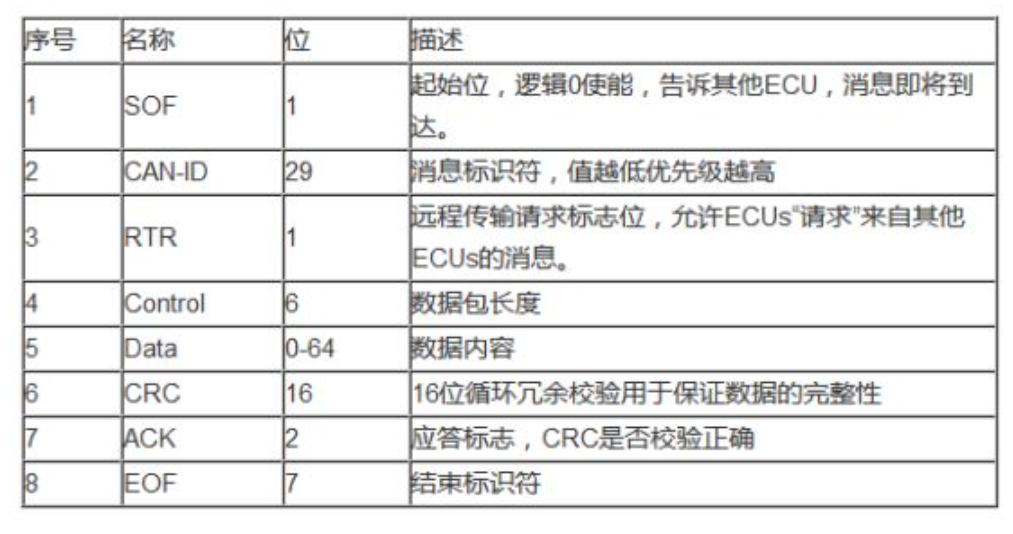 序号 名称 位 描述
1 SOF 1 起始位，逻辑0使能，告诉其他ECU，消息即将到
达。
2 CAN-ID 29 消息标识符，值越低优先级越高
3 RTR 1 远程传输请求标志位，允许ECUs“请求”来自其他
ECUs的消息。
4 Control 6 数据包长度
5 Data 0-64 数据内容
6 CRC 16 16位循环冗余校验用于保证数据的完整性
7 ACK 2 应答标志，CRC是否校验正确
8 EOF 7 结束标识符